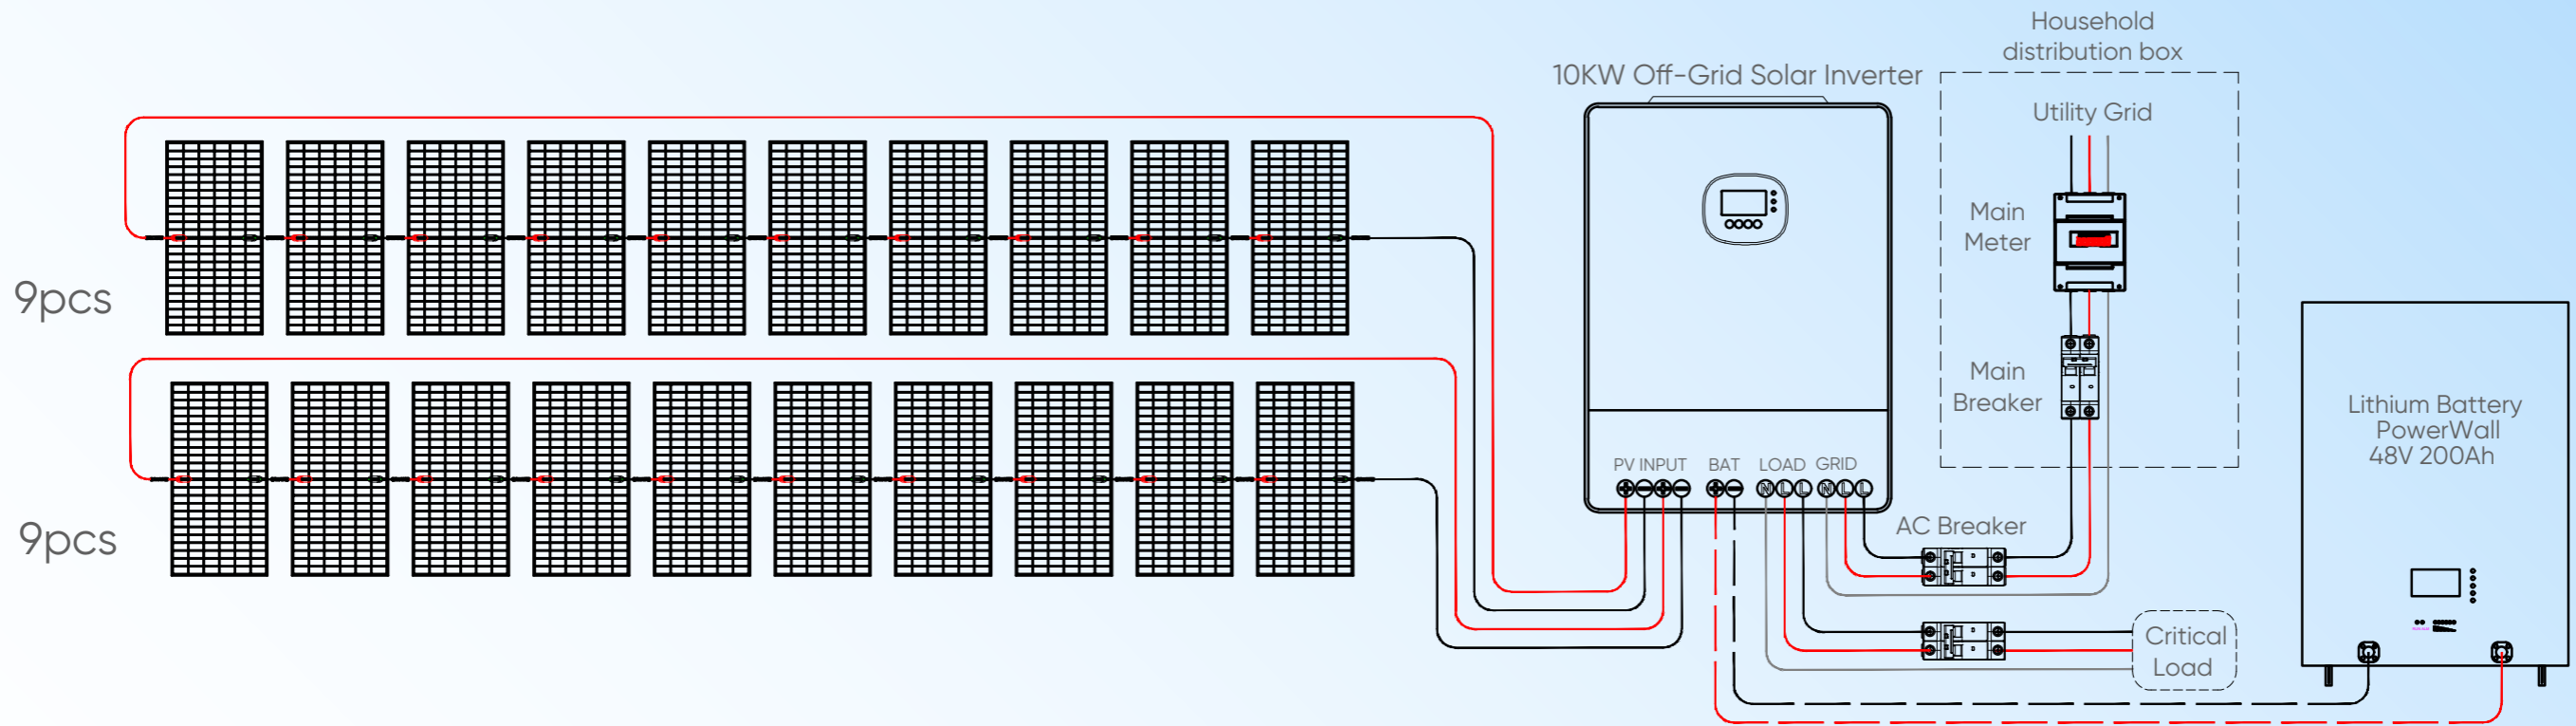 Household
distribution box
10KW Off-Grid Solar Inverter
Utility Grid
Main
Meter
9pcs
Main
Breaker
Lithium Battery
PowerWall
48V 200Ah
PV INPUT BAT LOAD GRID
N L L N L L
AC Breaker
9pcs
Critical
Load